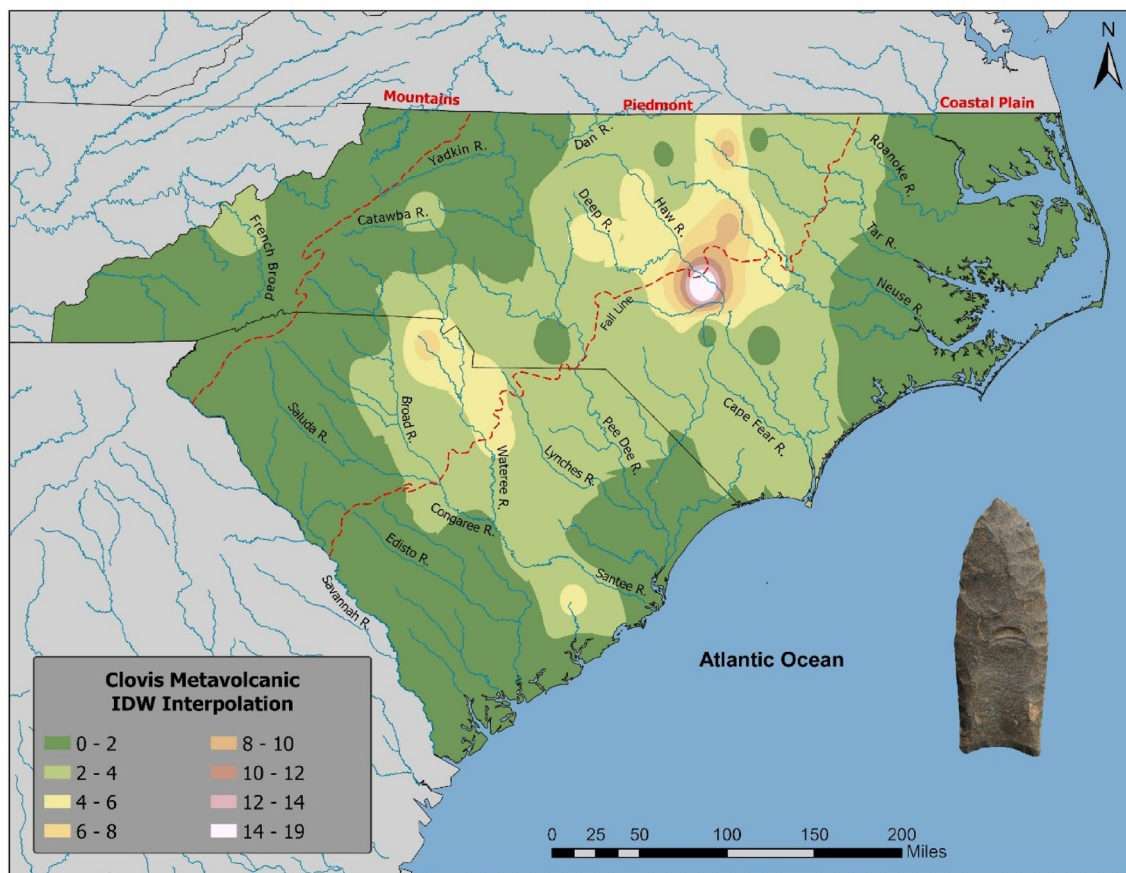 N
Mountains
Piedmont
Coastal Plain
Dan R.
Yadkin R.
Roanoke R.
Catawba R.
Deep R.
Haw R.
French Broad
Tar R.
Neuse R.
Fall Line
Broad R.
Saluda R.
Wateree R.
Lynches R.
Pee Dee R.
Cape Fear R.
Congaree R.
Edisto R.
Santee R.
Savannah R.
Atlantic Ocean
Clovis Metavolcanic
IDW Interpolation
0 - 2
2 - 4
4 - 6
6 - 8
8 - 10
10 - 12
12 - 14
14 - 19
0 25 50 100 150 200
Miles